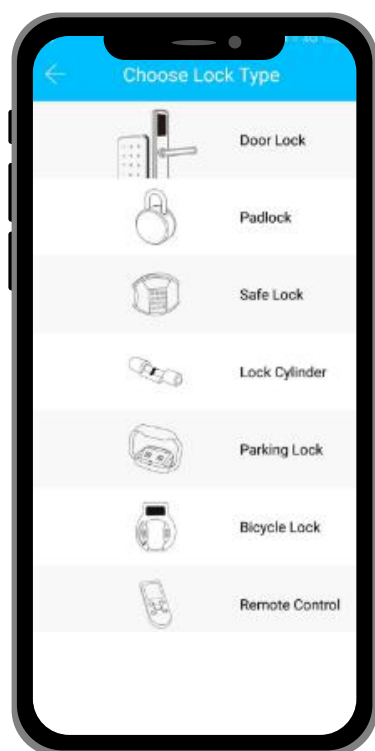 Choose Lock Type
Door Lock
Padlock
Safe Lock
Lock Cylinder
Parking Lock
Bicycle Lock
Remote Control